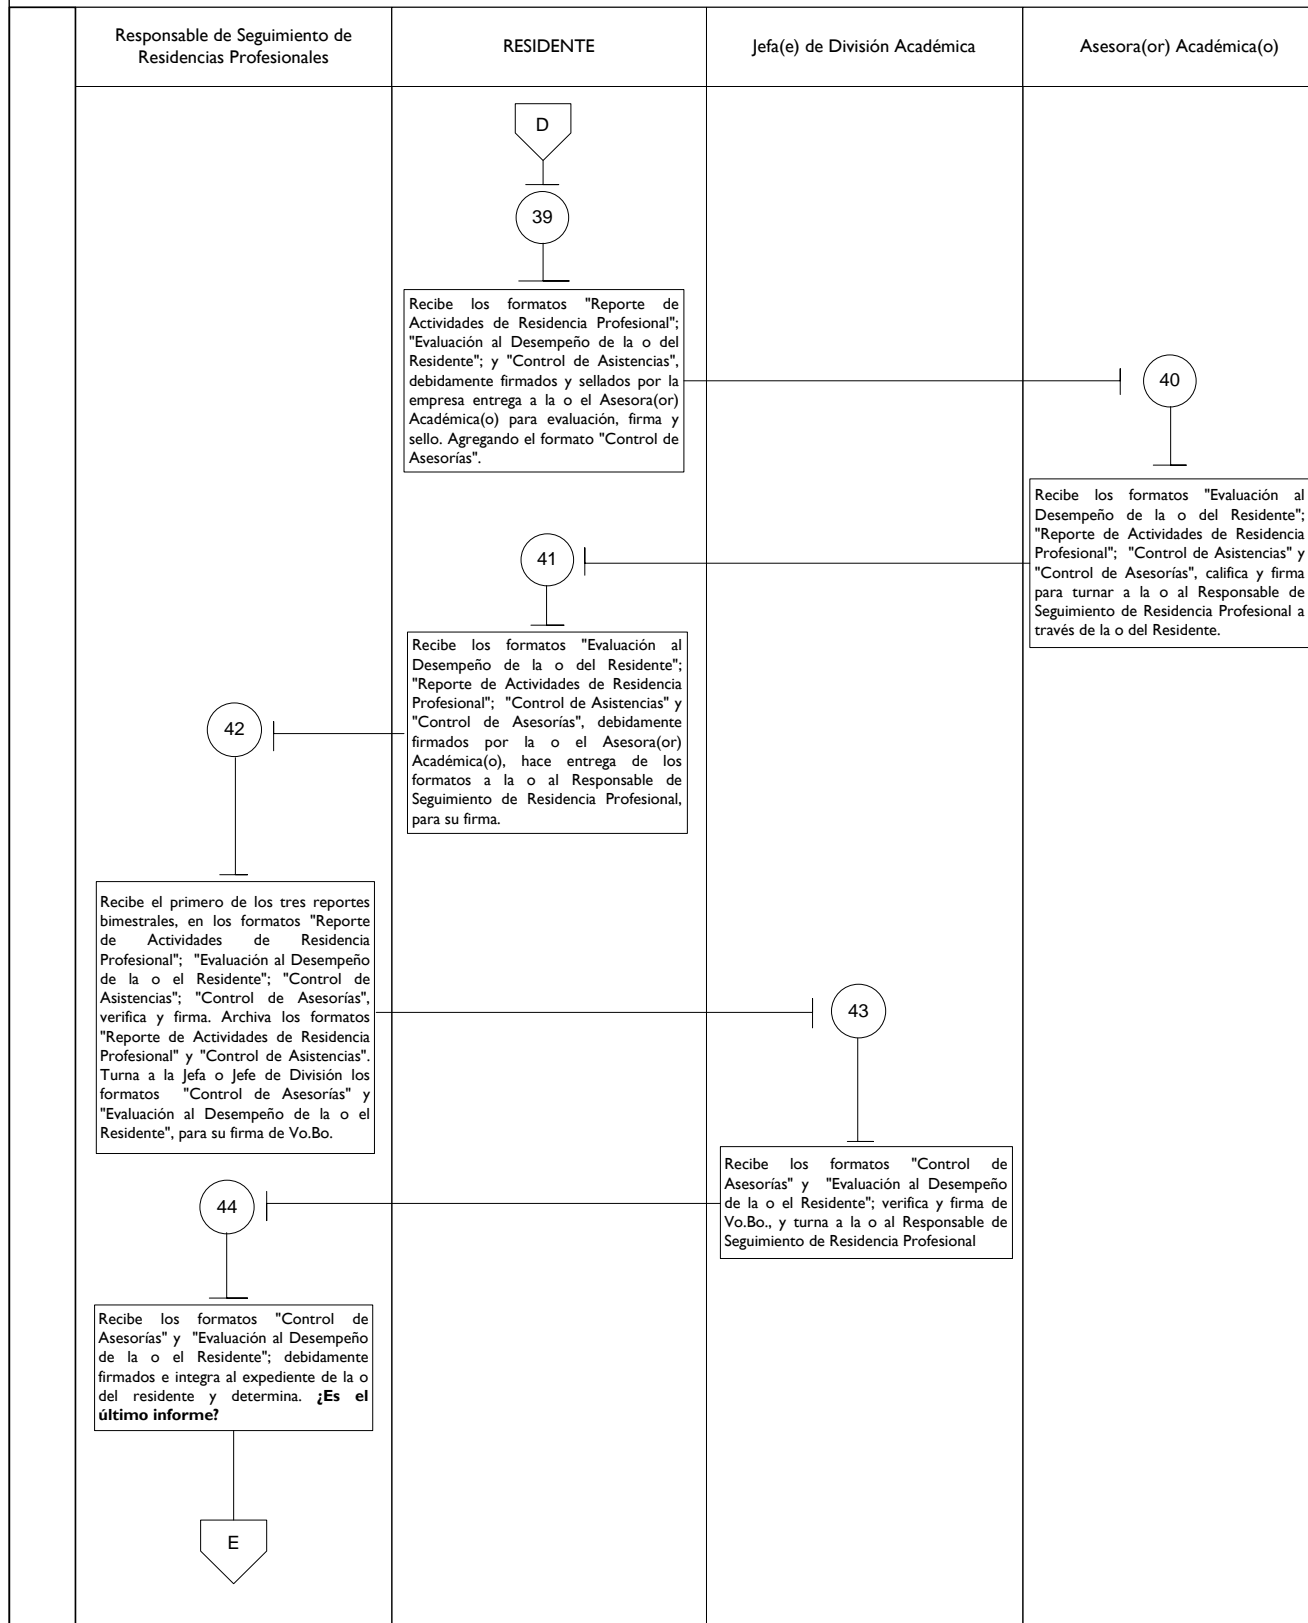 Responsable de Seguimiento de
Residencias Profesionales
RESIDENTE
Jefa(e) de División Académica
Asesora(or) Académica(o)
D
39
Recibe los formatos "Reporte de
Actividades de Residencia Profesional";
"Evaluación al Desempeño de la o del
Residente"; y "Control de Asistencias",
debidamente firmados y sellados por la
empresa entrega a la o el Asesora(or)
Académica(o) para evaluación, firma y
sello. Agregando el formato "Control de
Asesorías".
40
Recibe los formatos "Evaluación al
Desempeño de la o del Residente";
"Reporte de Actividades de Residencia
Profesional"; "Control de Asistencias" y
"Control de Asesorías", califica y firma
para turnar a la o al Responsable de
Seguimiento de Residencia Profesional a
través de la o del Residente.
41
Recibe los formatos "Evaluación al
Desempeño de la o del Residente";
"Reporte de Actividades de Residencia
Profesional"; "Control de Asistencias" y
"Control de Asesorías", debidamente
firmados por la o el Asesora(or)
Académica(o), hace entrega de los
formatos a la o al Responsable de
Seguimiento de Residencia Profesional,
para su firma.
42
Recibe el primero de los tres reportes
bimestrales, en los formatos "Reporte
de Actividades de Residencia
Profesional"; "Evaluación al Desempeño
de la o el Residente"; "Control de
Asistencias"; "Control de Asesorías",
verifica y firma. Archiva los formatos
"Reporte de Actividades de Residencia
Profesional" y "Control de Asistencias".
Turna a la Jefa o Jefe de División los
formatos "Control de Asesorías" y
"Evaluación al Desempeño de la o el
Residente", para su firma de Vo.Bo.
43
Recibe los formatos "Control de
Asesorías" y "Evaluación al Desempeño
de la o el Residente"; verifica y firma de
Vo.Bo., y turna a la o al Responsable de
Seguimiento de Residencia Profesional
44
Recibe los formatos "Control de
Asesorías" y "Evaluación al Desempeño
de la o el Residente"; debidamente
firmados e integra al expediente de la o
del residente y determina. ¿Es el
último informe?
E